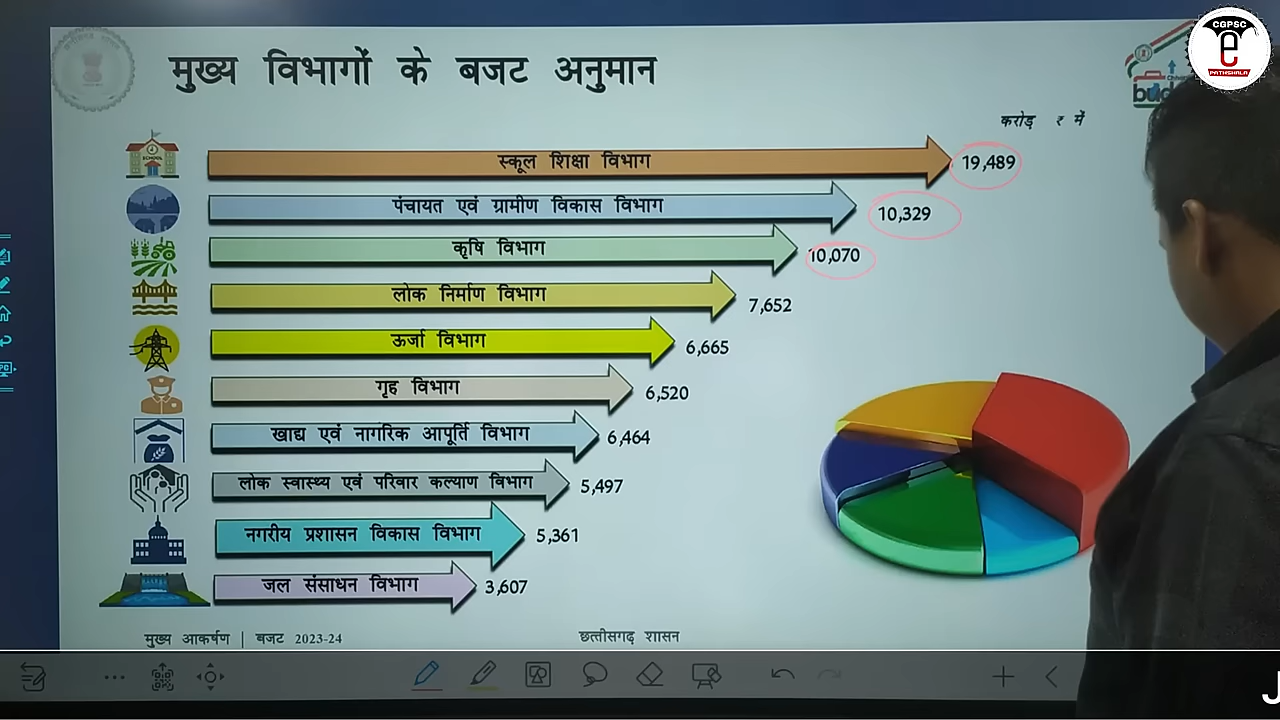 मुख्य विभागों के बजट अनुमान
CGPSC
e
PATHSHALA
करोड़ ₹ में
SCHOOL
स्कूल शिक्षा विभाग 19,489
पंचायत एवं ग्रामीण विकास विभाग 10,329
कृषि विभाग 10,070
लोक निर्माण विभाग 7,652
ऊर्जा विभाग 6,665
गृह विभाग 6,520
खाद्य एवं नागरिक आपूर्ति विभाग 6,464
लोक स्वास्थ्य एवं परिवार कल्याण विभाग 5,497
नगरीय प्रशासन विकास विभाग 5,361
जल संसाधन विभाग 3,607
मुख्य आकर्षण | बजट 2023-24 छत्तीसगढ़ शासन